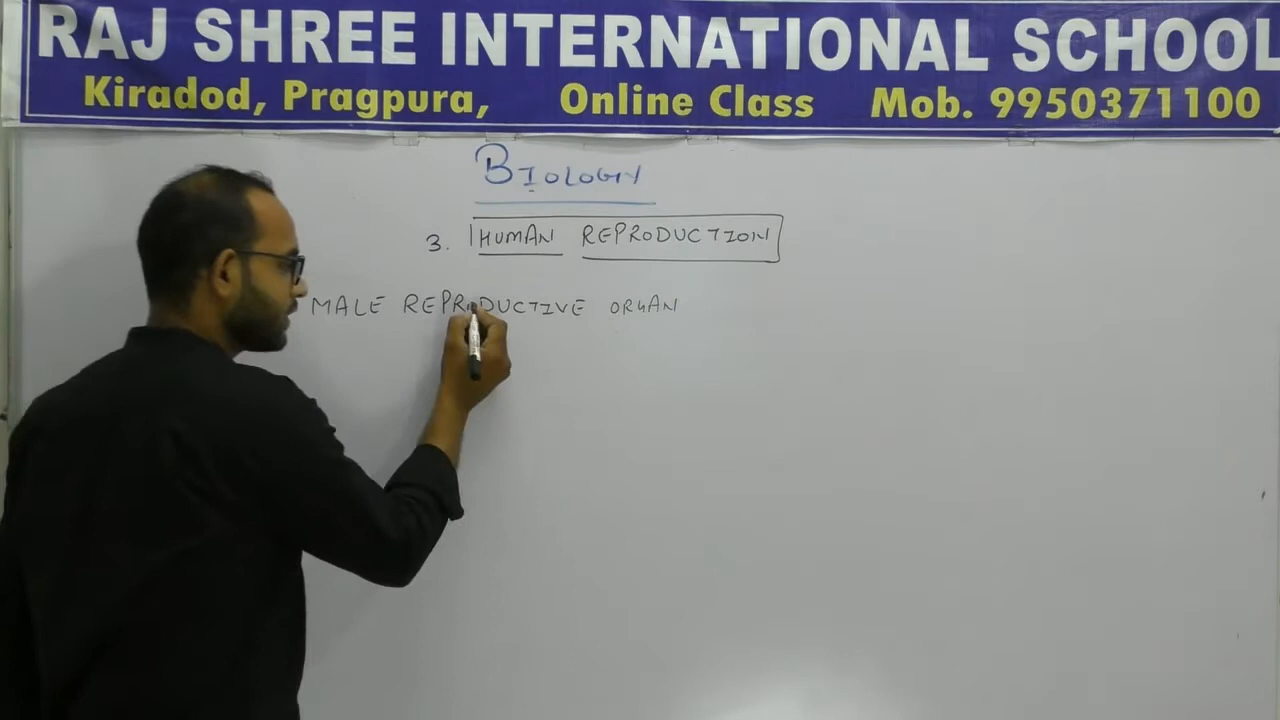 RAJ SHREE INTERNATIONAL SCHOOL
Kiradod, Pragpura, Online Class Mob. 9950371100
BIOLOGY
3. HUMAN REPRODUCTION
MALE REPRODUCTIVE ORGAN